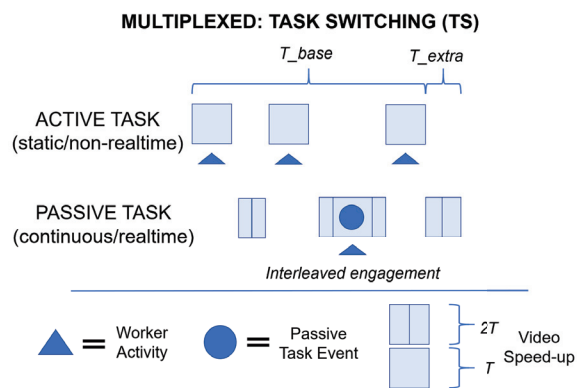 MULTIPLEXED: TASK SWITCHING (TS)
T_base
T_extra
ACTIVE TASK
(static/non-realtime)
PASSIVE TASK
(continuous/realtime)
Interleaved engagement
= Worker Activity
= Passive Task Event
2T
T
Video Speed-up